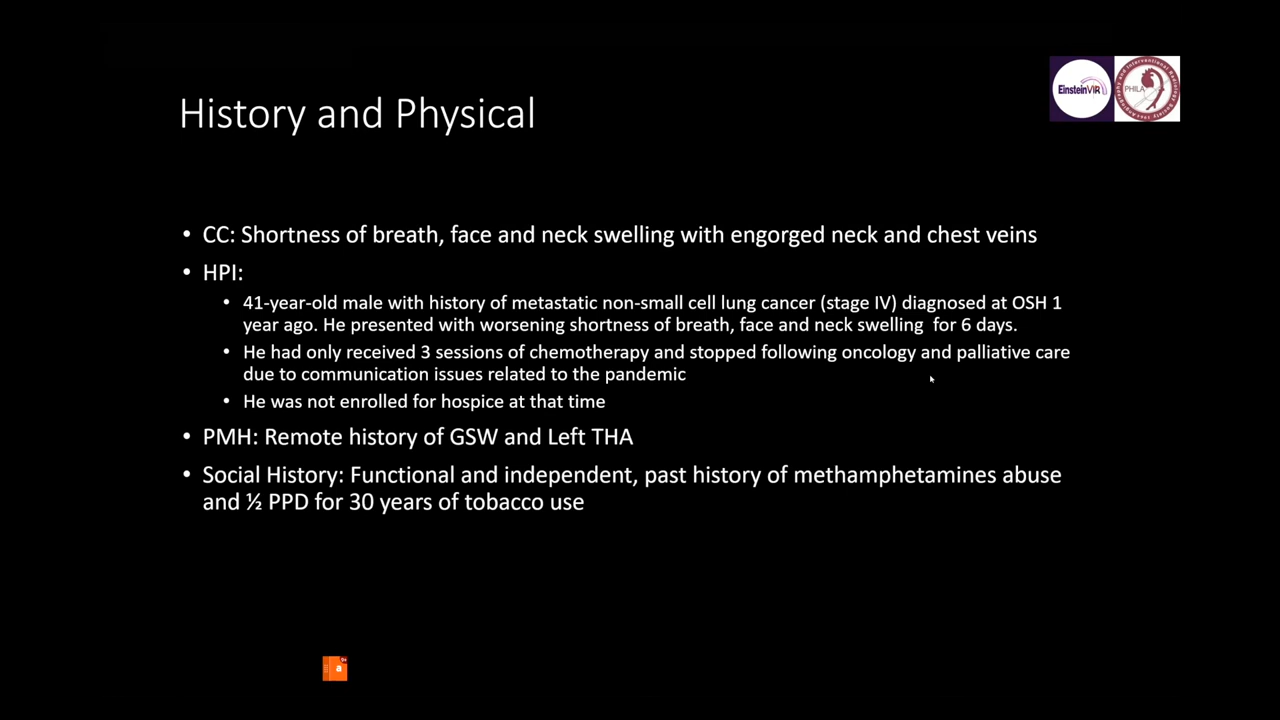 EinsteinVIR
PHILA
History and Physical
• CC: Shortness of breath, face and neck swelling with engorged neck and chest veins
• HPI:
• 41-year-old male with history of metastatic non-small cell lung cancer (stage IV) diagnosed at OSH 1
year ago. He presented with worsening shortness of breath, face and neck swelling  for 6 days.
• He had only received 3 sessions of chemotherapy and stopped following oncology and palliative care
due to communication issues related to the pandemic
• He was not enrolled for hospice at that time
• PMH: Remote history of GSW and Left THA
• Social History: Functional and independent, past history of methamphetamines abuse
and ½ PPD for 30 years of tobacco use
a